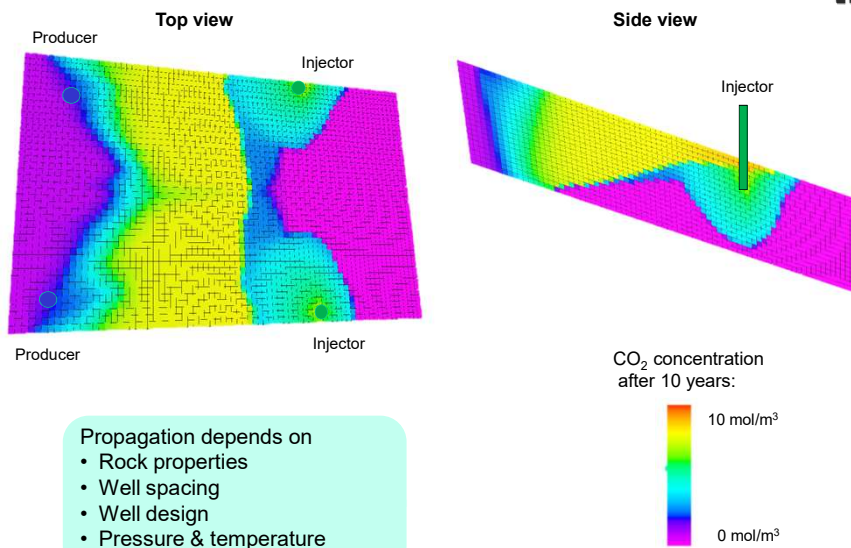 Top view
Side view
Producer
Injector
Injector
Producer
Injector
CO₂ concentration
after 10 years:
10 mol/m³
0 mol/m³
Propagation depends on
• Rock properties
• Well spacing
• Well design
• Pressure & temperature